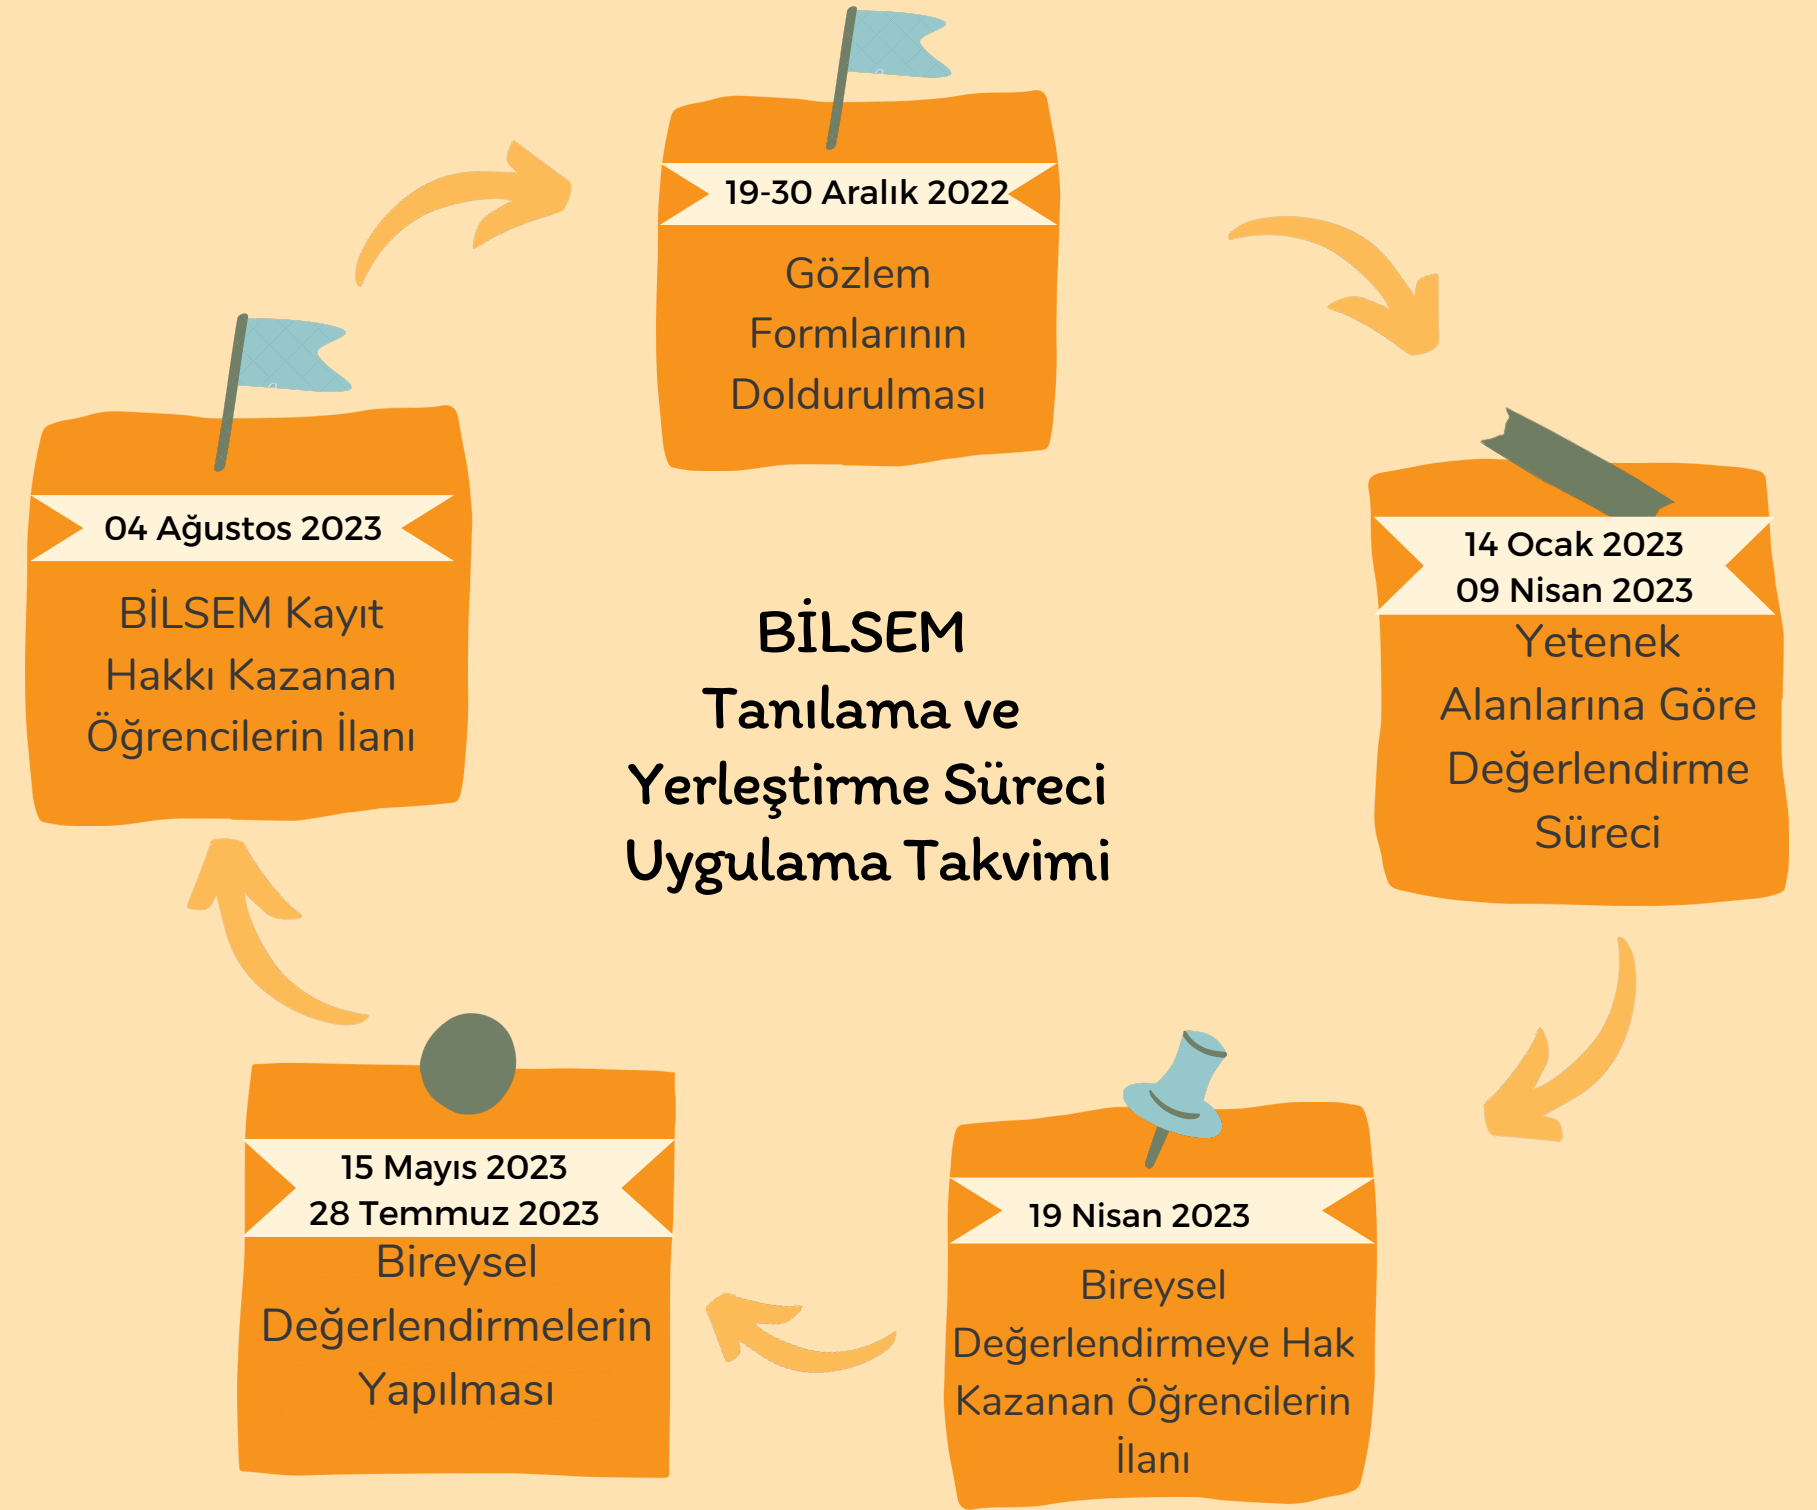 19-30 Aralık 2022
Gözlem
Formlarının
Doldurulması
14 Ocak 2023
09 Nisan 2023
Yetenek
Alanlarına Göre
Değerlendirme
Süreci
19 Nisan 2023
Bireysel
Değerlendirmeye Hak
Kazanan Öğrencilerin
İlanı
15 Mayıs 2023
28 Temmuz 2023
Bireysel
Değerlendirmelerin
Yapılması
04 Ağustos 2023
BİLSEM Kayıt
Hakkı Kazanan
Öğrencilerin İlanı
BİLSEM
Tanılama ve
Yerleştirme Süreci
Uygulama Takvimi